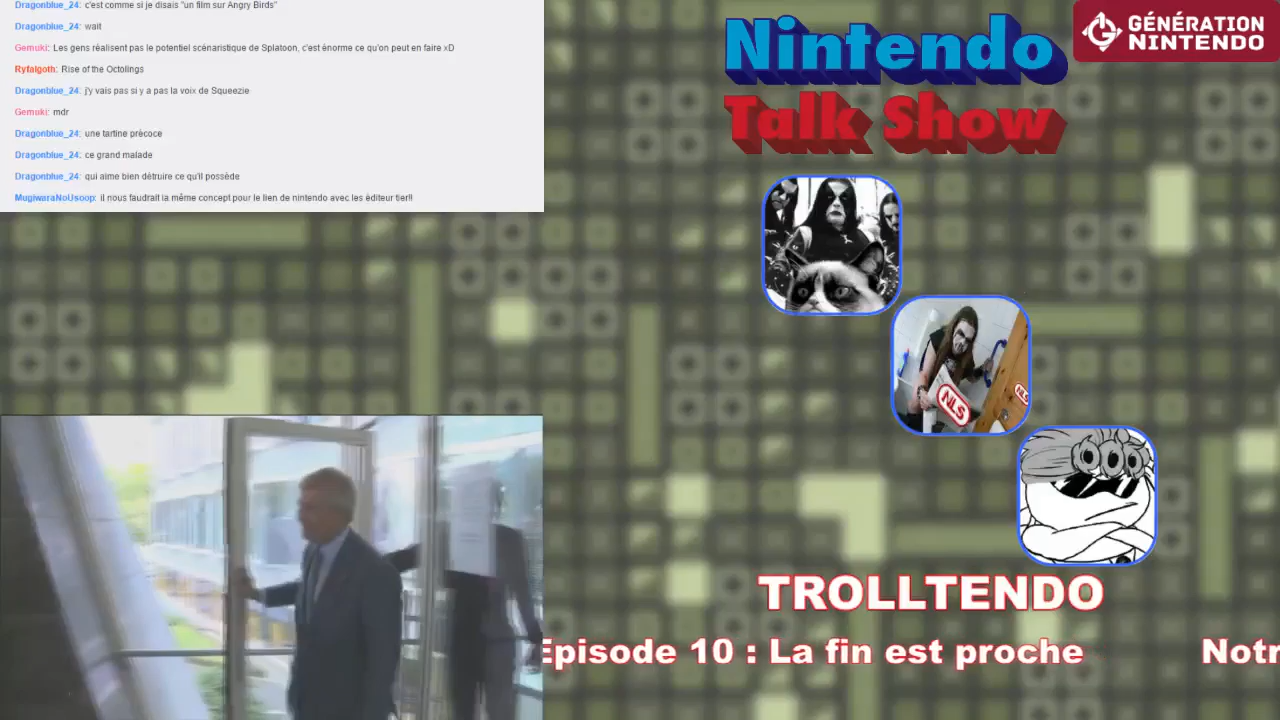 Dragonblue_24: c'est comme si je disais "un film sur Angry Birds"
Dragonblue_24: wait
Gemuki: Les gens réalisent pas le potentiel scénaristique de Splatoon, c'est énorme ce qu'on peut en faire xD
Ryfalgoth: Rise of the Octolings
Dragonblue_24: j'y vais pas si y a pas la voix de Squeezie
Gemuki: mdr
Dragonblue_24: une tartine précoce
Dragonblue_24: ce grand malade
Dragonblue_24: qui aime bien détruire ce qu'il possède
MugiwaraNoUsoop: il nous faudrait la même concept pour le lien de nintendo avec les éditeur tier!!
Nintendo
Talk Show
GÉNÉRATION
NINTENDO
NLS
NLS
TROLLTENDO
Episode 10 : La fin est proche
Notr